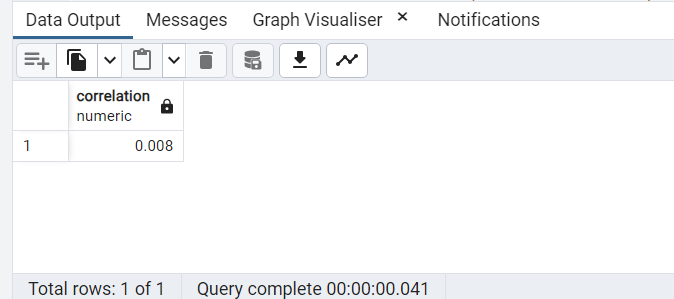 Data Output Messages Graph Visualiser × Notifications
correlation
numeric
1 0.008
Total rows: 1 of 1 Query complete 00:00:00.041